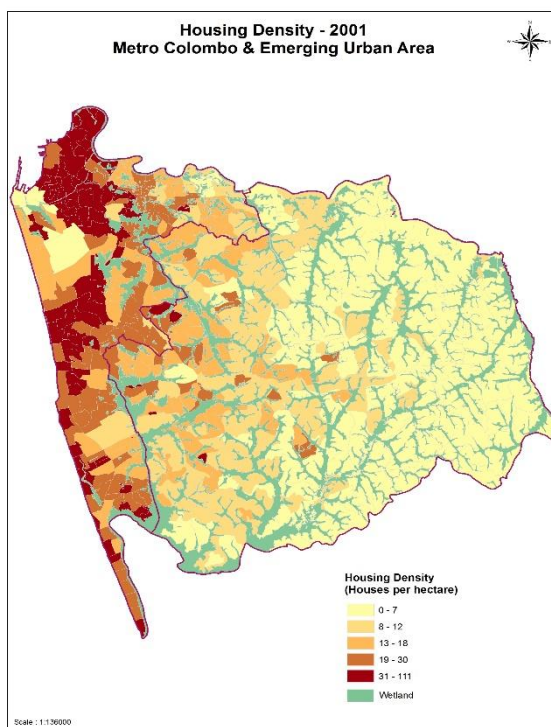 Housing Density - 2001
Metro Colombo & Emerging Urban Area
Housing Density
(Houses per hectare)
0 - 7
8 - 12
13 - 18
19 - 30
31 - 111
Wetland
Scale : 1:136000